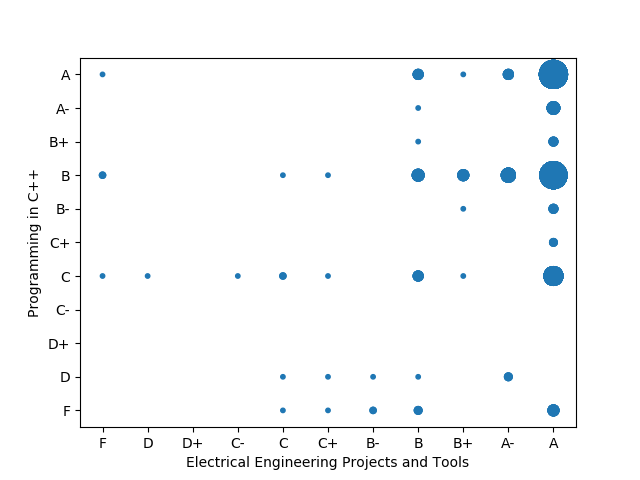 A
A-
B+
B
B-
C+
C
C-
D+
D
F
Programming in C++
F D D+ C- C C+ B- B B+ A- A
Electrical Engineering Projects and Tools